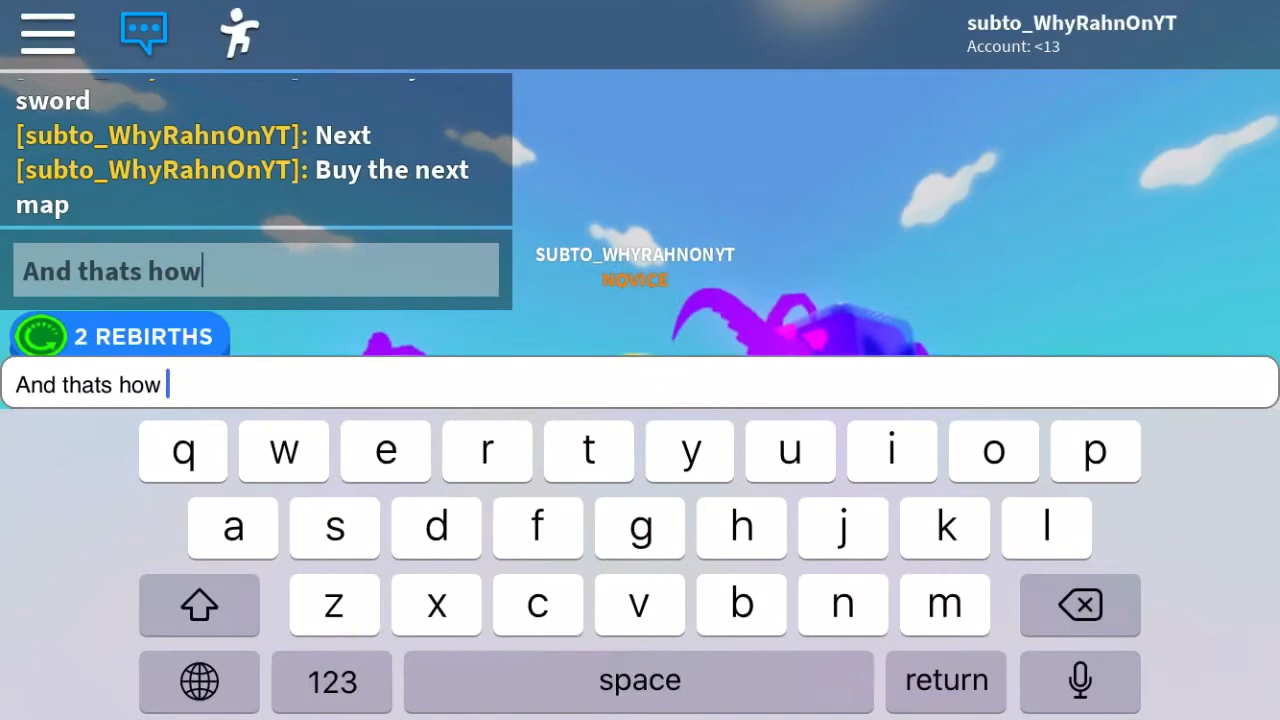 subto_WhyRahnOnYT
Account: <13
sword
[subto_WhyRahnOnYT]: Next
[subto_WhyRahnOnYT]: Buy the next
map
And thats how
SUBTO_WHYRAHNONYT
NOVICE
2 REBIRTHS
And thats how
q w e r t y u i o p
a s d f g h j k l
z x c v b n m
123 space return